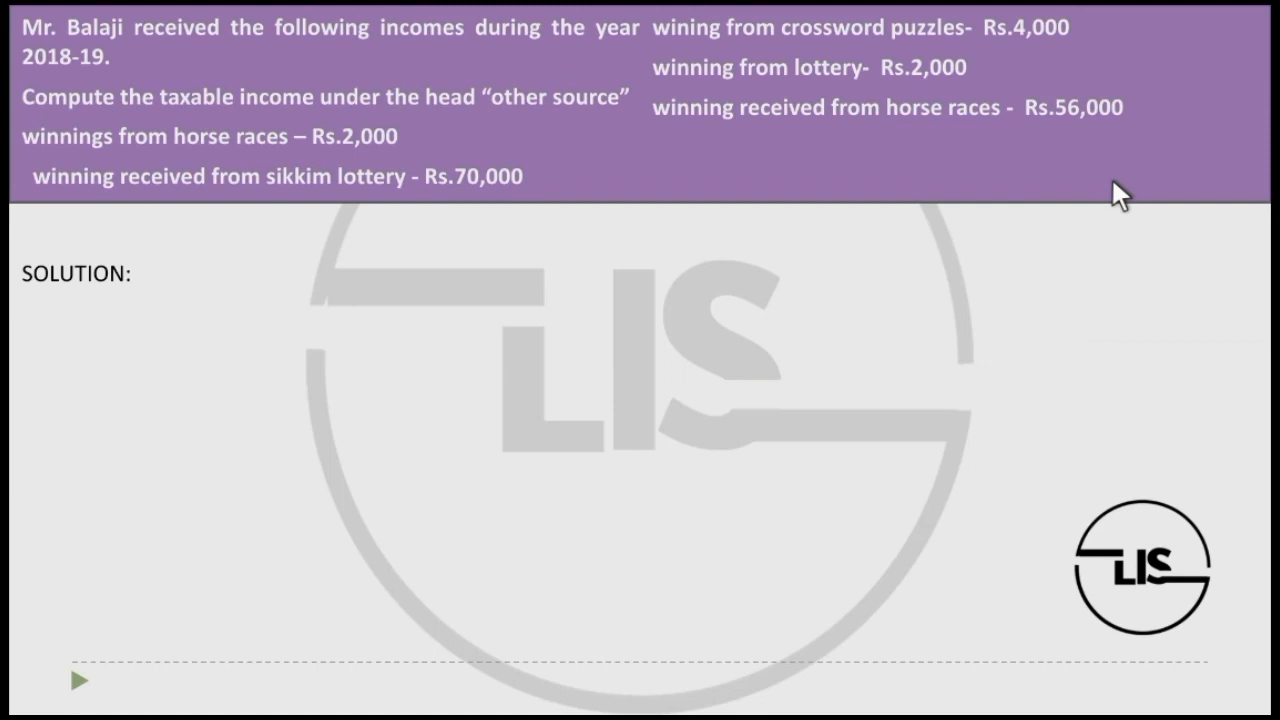 Mr. Balaji received the following incomes during the year
2018-19.
Compute the taxable income under the head “other source”
winnings from horse races – Rs.2,000
winning received from sikkim lottery - Rs.70,000
wining from crossword puzzles- Rs.4,000
winning from lottery- Rs.2,000
winning received from horse races - Rs.56,000
SOLUTION:
LIS
LIS